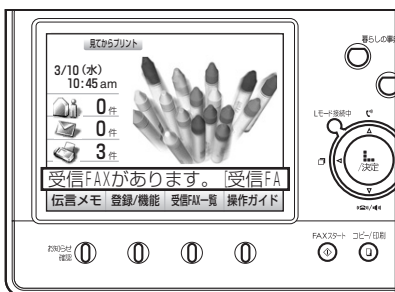 見てからプリント
3/10(水)
10:45am
0件
0件
3件
受信FAXがあります。［受信FA
伝言メモ 登録/機能 受信FAX一覧 操作ガイド
お知らせ
確認
暮らしの事
Lモード接続中
L...
/決定
FAXスタート コピー/印刷